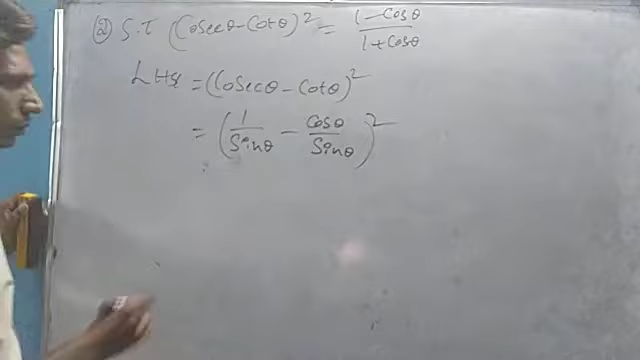 ② S.T (Cosecθ - Cotθ)² = (1 - Cosθ)/(1 + Cosθ)
LHS = (Cosecθ - Cotθ)²
= (1/Sinθ - Cosθ/Sinθ)²